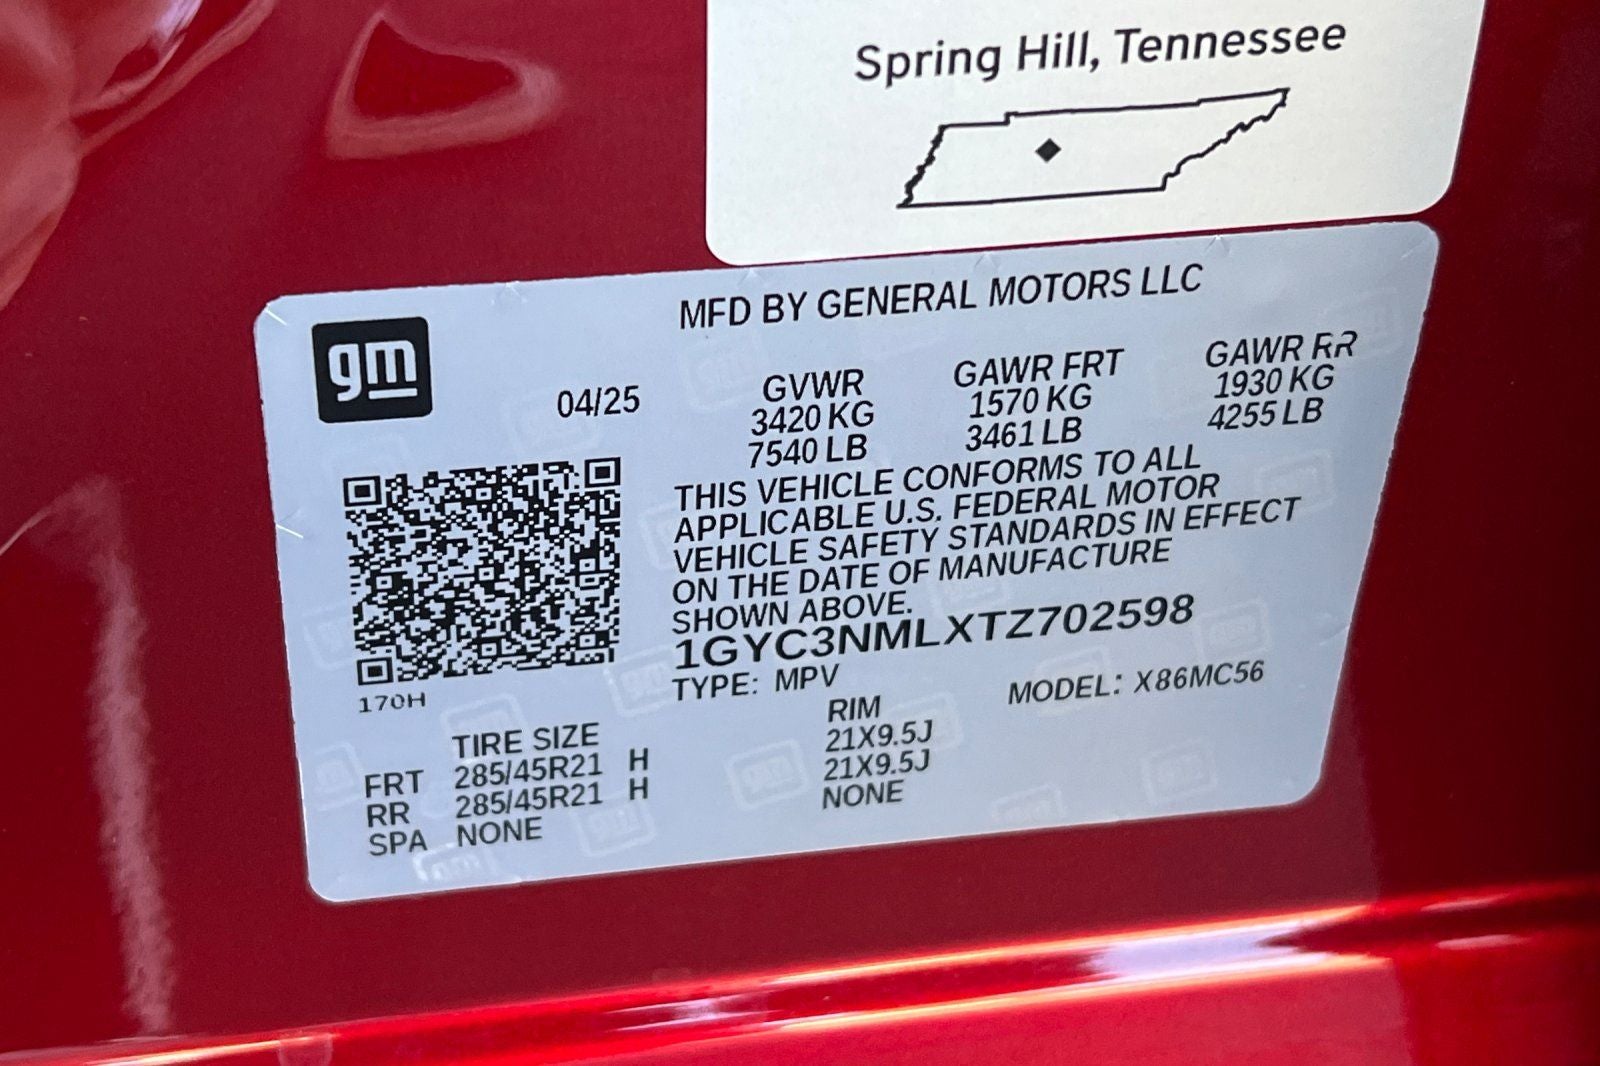 Spring Hill, Tennessee
MFD BY GENERAL MOTORS LLC
gm
04/25
GVWR
3420 KG
7540 LB
GAWR FRT
1570 KG
3461 LB
GAWR RR
1930 KG
4255 LB
THIS VEHICLE CONFORMS TO ALL
APPLICABLE U.S. FEDERAL MOTOR
VEHICLE SAFETY STANDARDS IN EFFECT
ON THE DATE OF MANUFACTURE
SHOWN ABOVE.
1GYC3NMLXTZ702598
TYPE: MPV
MODEL: X86MC56
170H
TIRE SIZE
RIM
FRT 285/45R21 H 21X9.5J
RR 285/45R21 H 21X9.5J
SPA NONE NONE